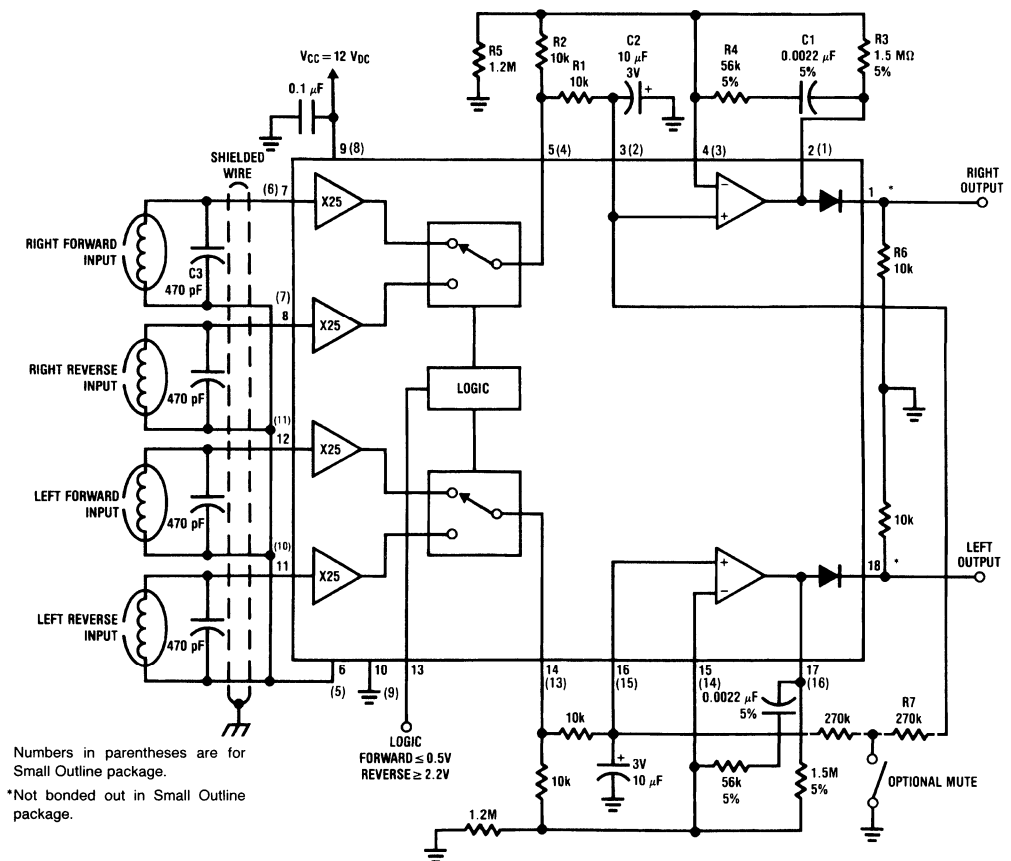 R5
1.2M
R2
10k
R1
10k
C2
10 μF
3V
+
R4
56k
5%
C1
0.0022 μF
5%
R3
1.5 MΩ
5%
VCC = 12 VDC
0.1 μF
9 (8)
5 (4)
3 (2)
4 (3)
2 (1)
SHIELDED
WIRE
(6) 7
X25
−
+
1
*
RIGHT
OUTPUT
RIGHT FORWARD
INPUT
C3
470 pF
R6
10k
(7)
8
X25
RIGHT REVERSE
INPUT
470 pF
LOGIC
(11)
12
X25
LEFT FORWARD
INPUT
470 pF
10k
(10)
11
X25
+
−
18
*
LEFT
OUTPUT
LEFT REVERSE
INPUT
470 pF
6
(5)
10
(9)
13
14
(13)
16
(15)
15
(14)
17
(16)
0.0022 μF
5%
LOGIC
FORWARD ≤ 0.5V
REVERSE ≥ 2.2V
10k
270k
R7
270k
+
3V
10 μF
10k
56k
5%
1.5M
5%
OPTIONAL MUTE
1.2M
Numbers in parentheses are for
Small Outline package.
*Not bonded out in Small Outline
package.